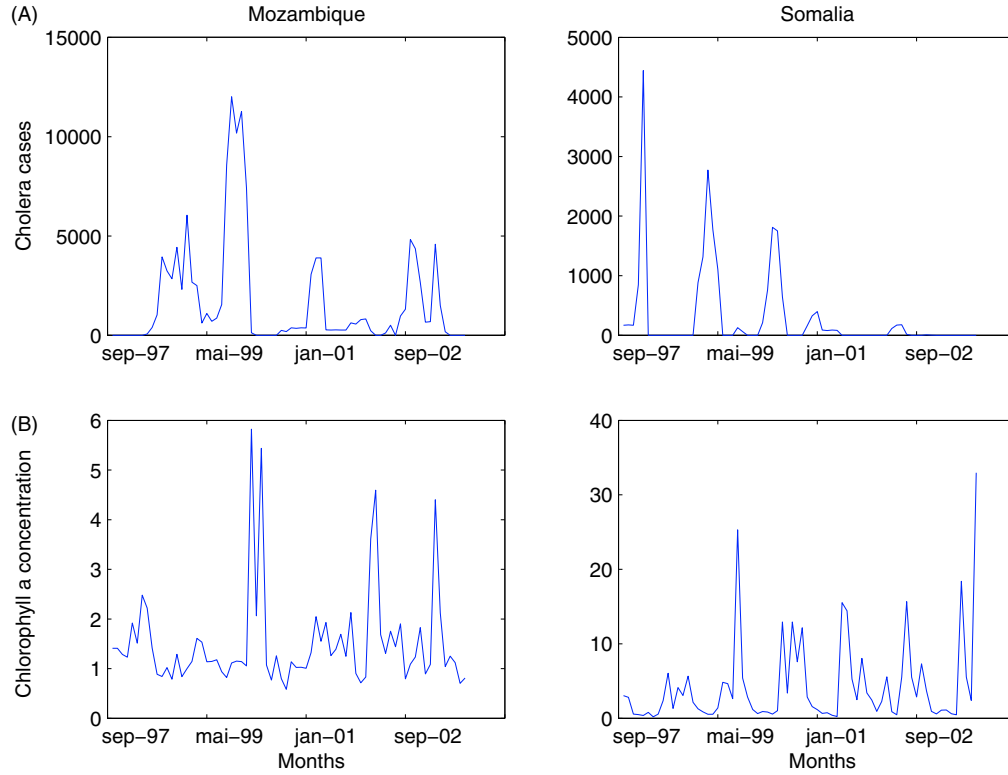 (A)
Mozambique
Somalia
Cholera cases
15000
10000
5000
0
sep–97
mai–99
jan–01
sep–02
5000
4000
3000
2000
1000
0
sep–97
mai–99
jan–01
sep–02
(B)
Chlorophyll a concentration
6
5
4
3
2
1
0
sep–97
mai–99
jan–01
sep–02
Months
40
30
20
10
0
sep–97
mai–99
jan–01
sep–02
Months